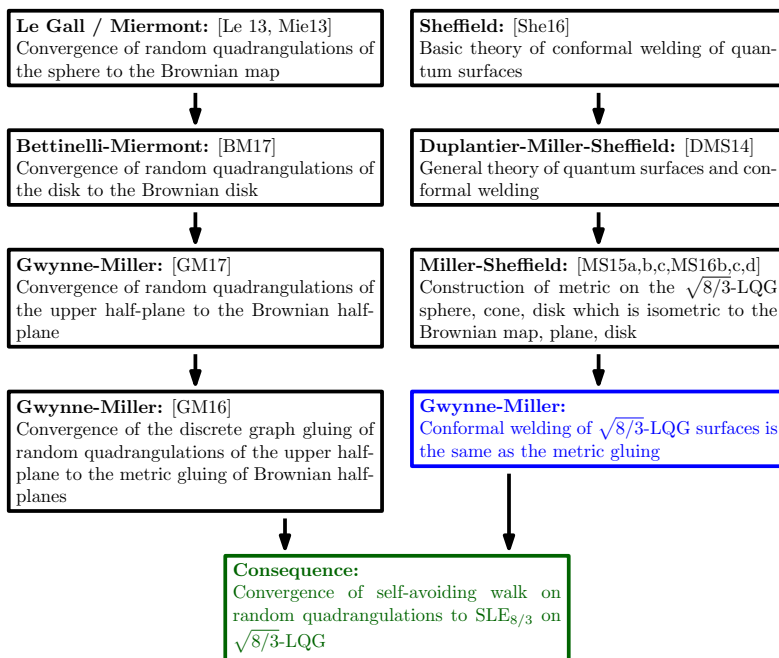 Le Gall / Miermont: [Le 13, Mie13]
Convergence of random quadrangulations of
the sphere to the Brownian map
Bettinelli-Miermont: [BM17]
Convergence of random quadrangulations of
the disk to the Brownian disk
Gwynne-Miller: [GM17]
Convergence of random quadrangulations of
the upper half-plane to the Brownian half-
plane
Gwynne-Miller: [GM16]
Convergence of the discrete graph gluing of
random quadrangulations of the upper half-
plane to the metric gluing of Brownian half-
planes
Sheffield: [She16]
Basic theory of conformal welding of quan-
tum surfaces
Duplantier-Miller-Sheffield: [DMS14]
General theory of quantum surfaces and con-
formal welding
Miller-Sheffield: [MS15a,b,c,MS16b,c,d]
Construction of metric on the √8/3-LQG
sphere, cone, disk which is isometric to the
Brownian map, plane, disk
Gwynne-Miller:
Conformal welding of √8/3-LQG surfaces is
the same as the metric gluing
Consequence:
Convergence of self-avoiding walk on
random quadrangulations to SLE8/3 on
√8/3-LQG